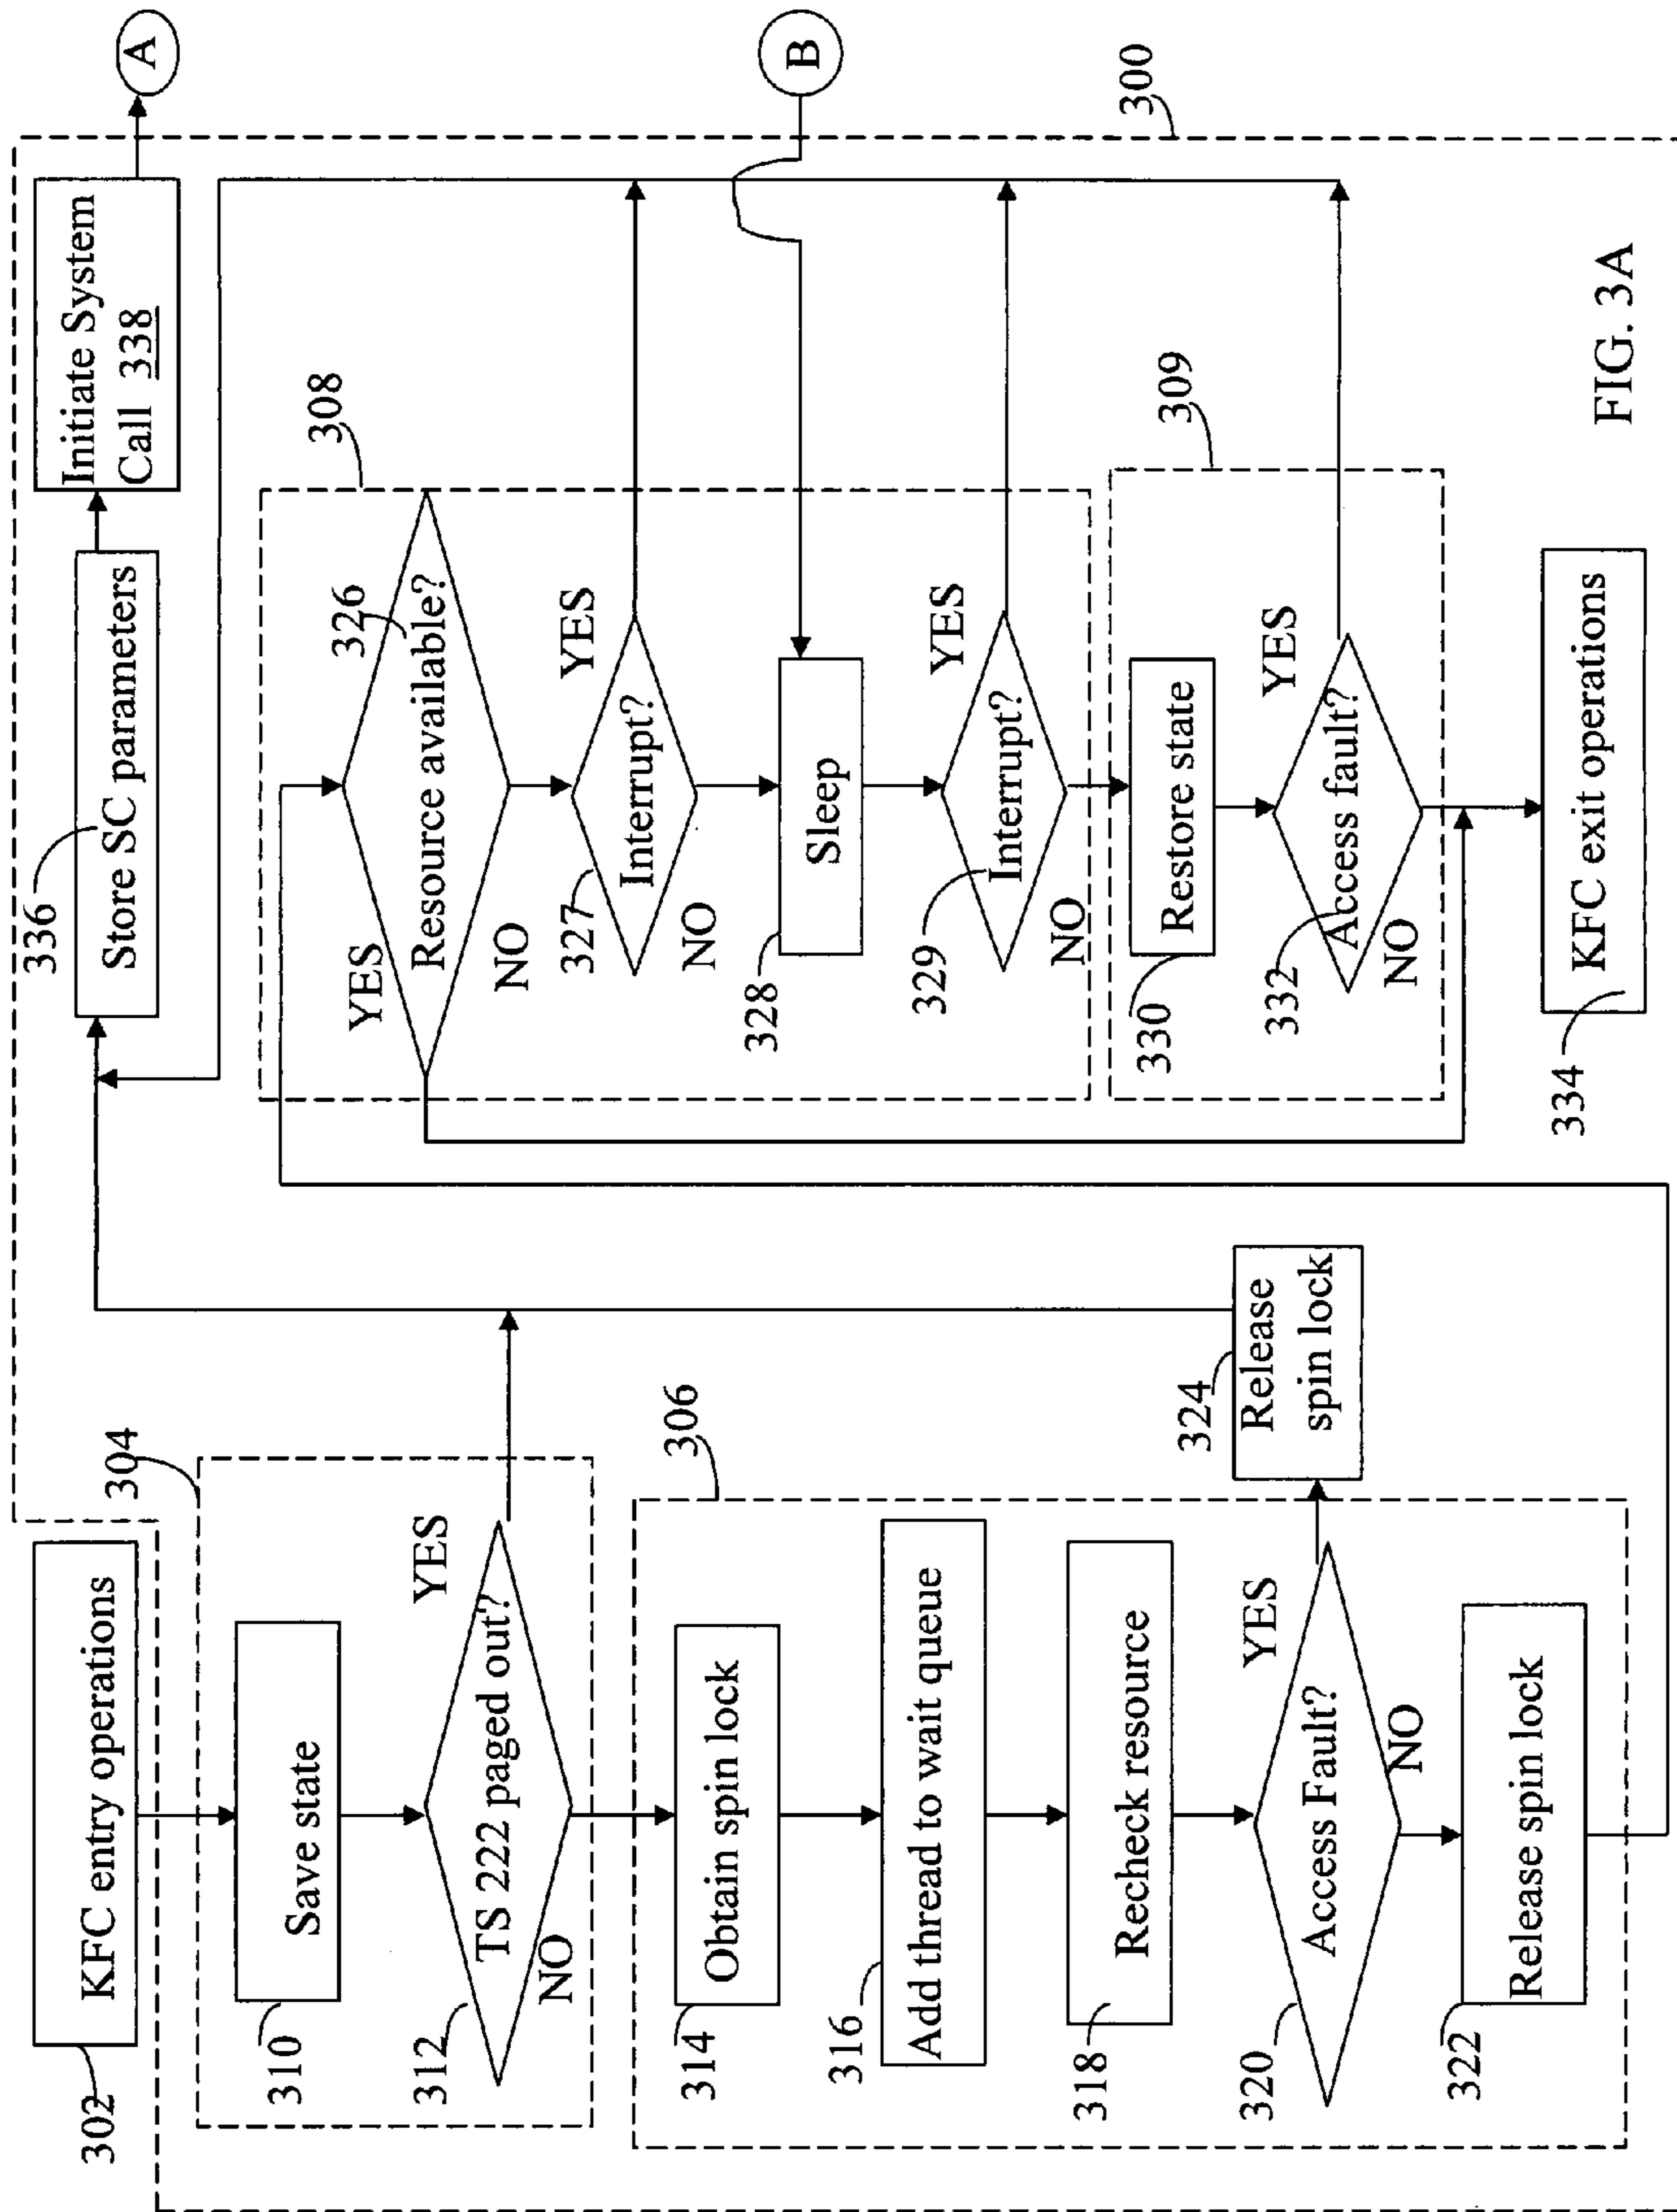 302
KFC entry operations
304
310
Save state
312
TS 222 paged out?
YES
NO
306
314
Obtain spin lock
316
Add thread to wait queue
318
Recheck resource
320
Access Fault?
YES
NO
324
Release
spin lock
322
Release spin lock
336
Store SC parameters
Initiate System
Call 338
A
308
326
Resource available?
YES
NO
327
Interrupt?
YES
NO
328
Sleep
B
329
Interrupt?
YES
NO
309
330
Restore state
332
Access fault?
YES
NO
334
KFC exit operations
300
FIG. 3A